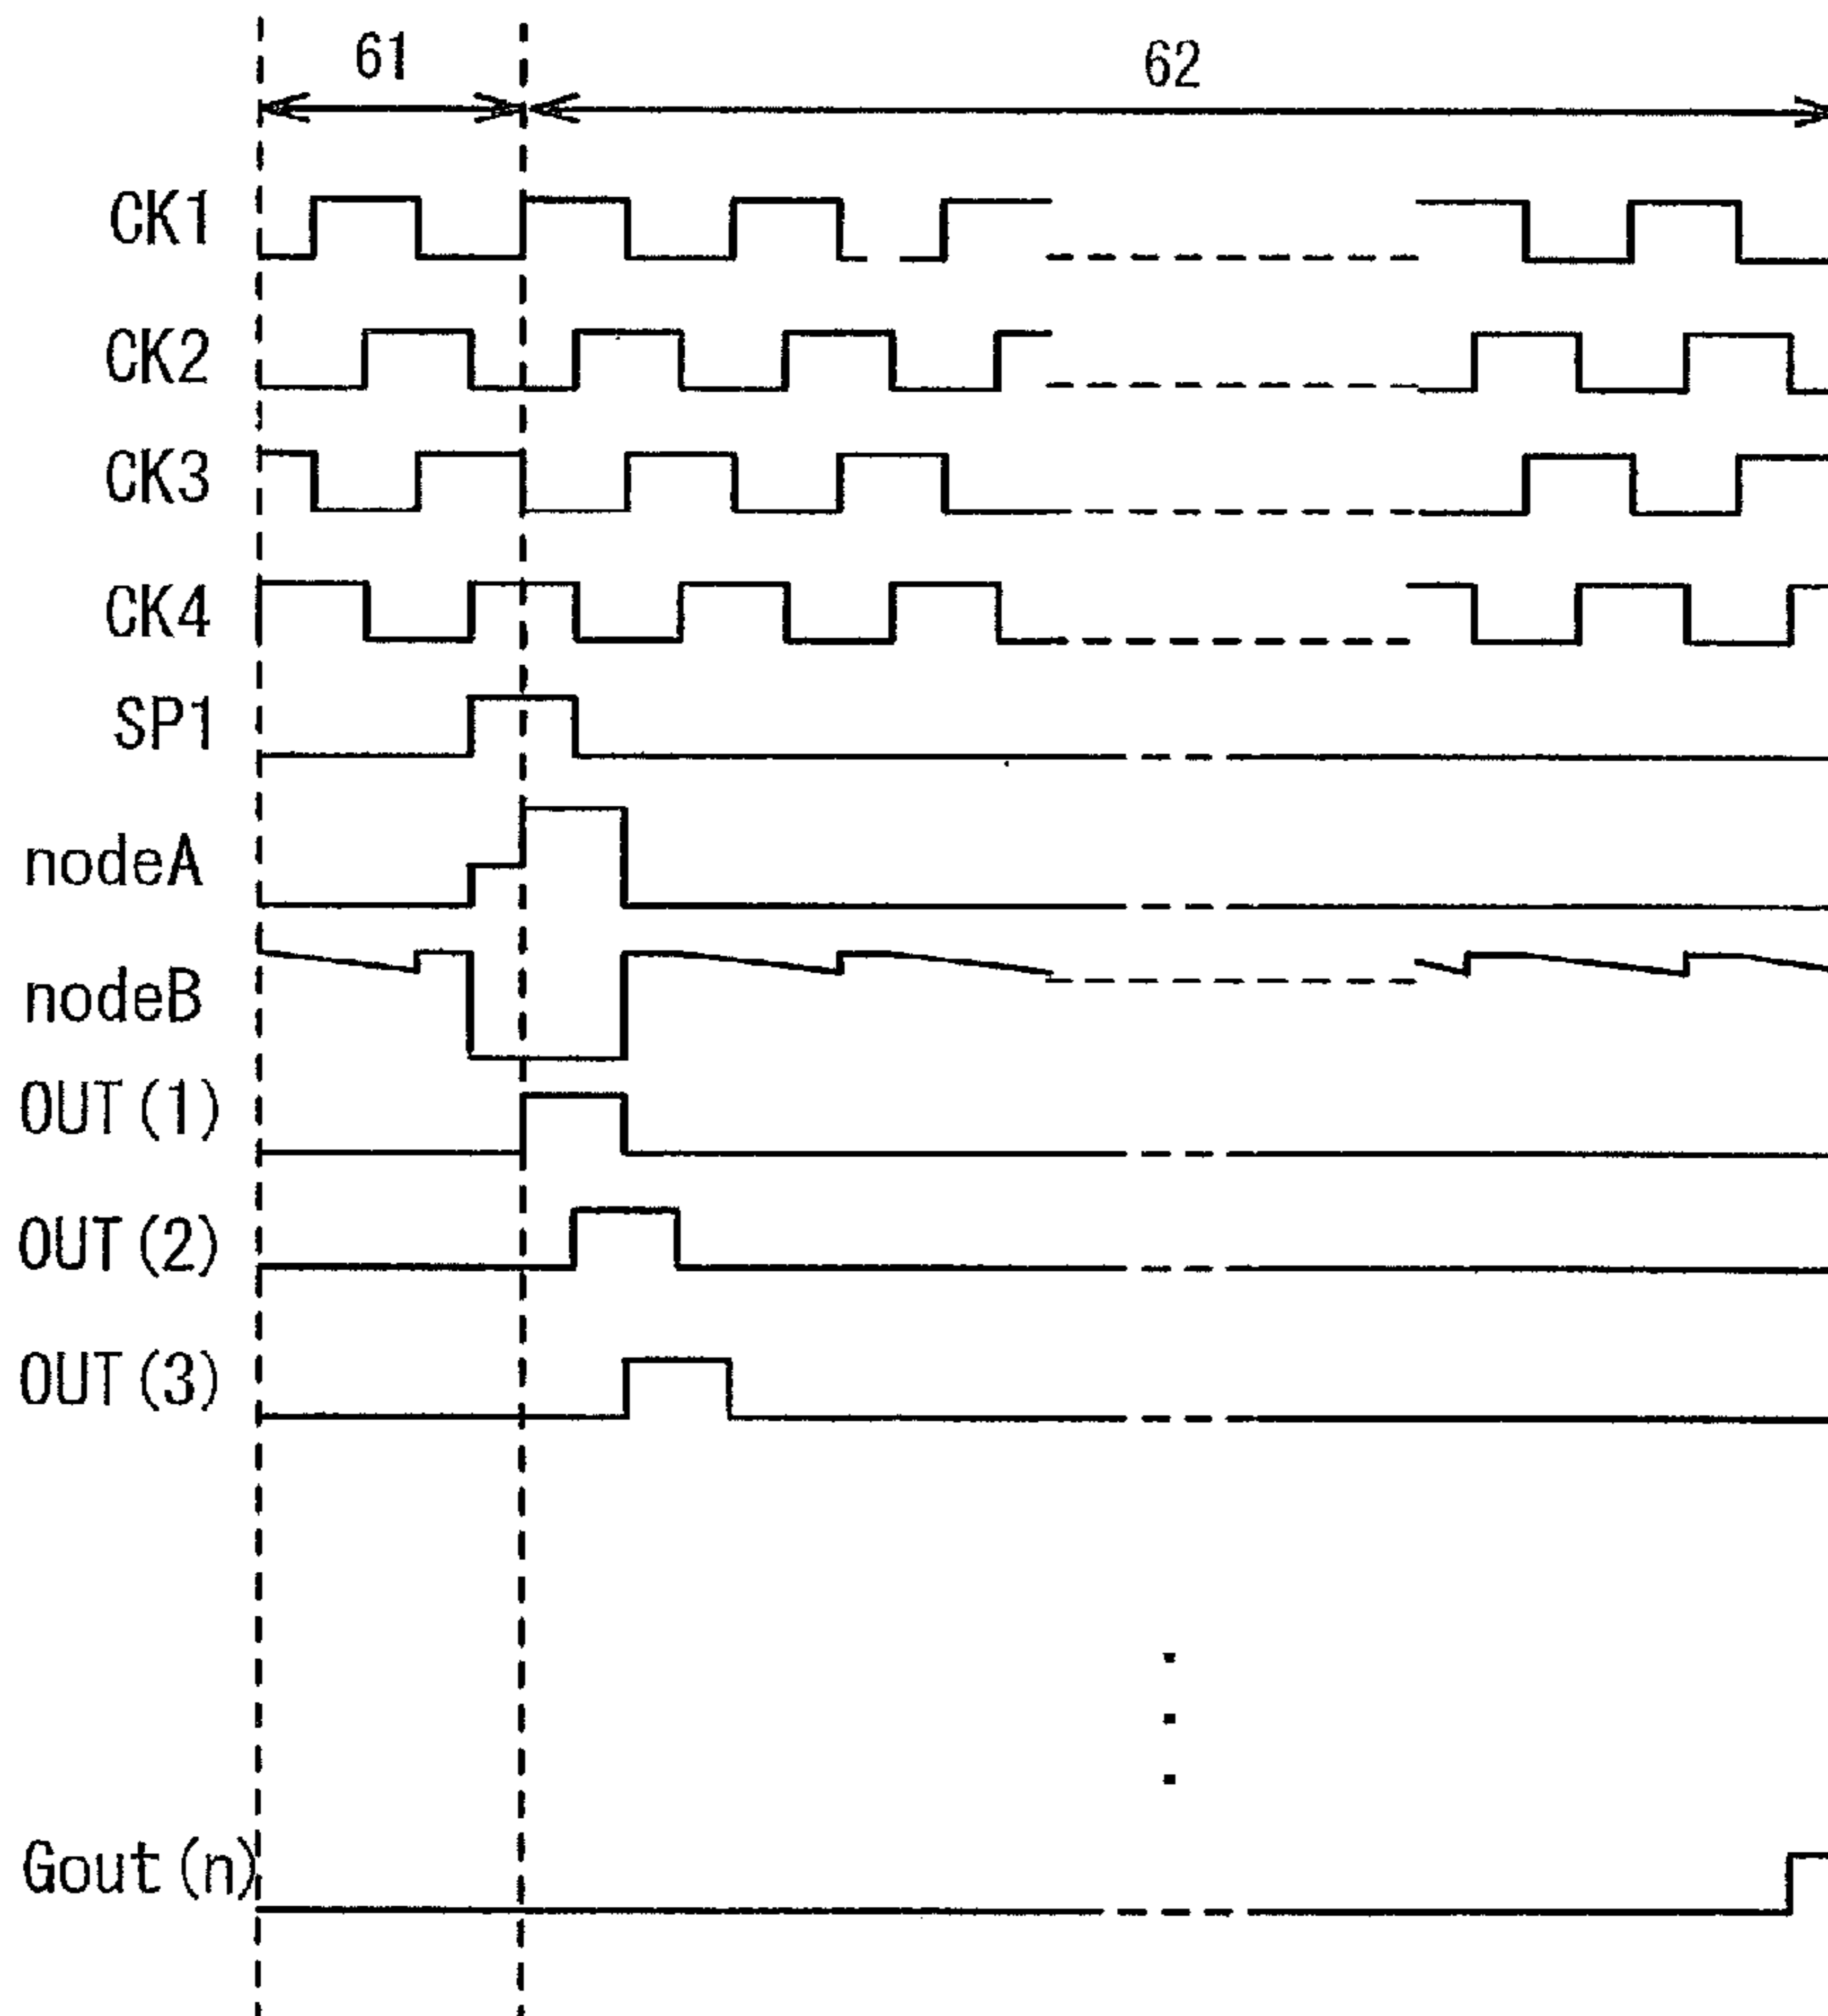 61
62
CK1
CK2
CK3
CK4
SP1
nodeA
nodeB
OUT(1)
OUT(2)
OUT(3)
Gout(n)